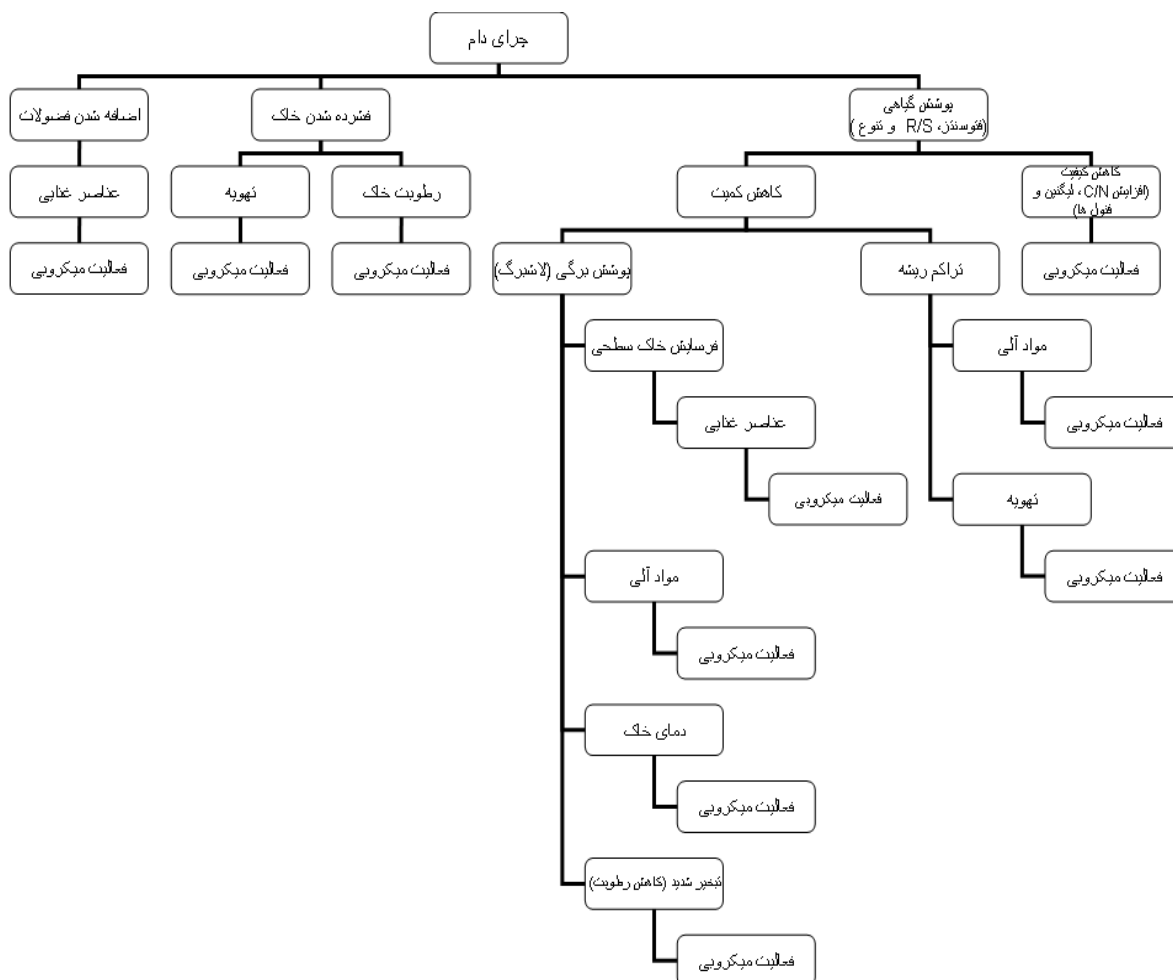 چرای دام
پوشش گیاهی
(فتوسنتز، R/S و تنوع )
فشرده شدن خاک
اضافه شدن فضولات
کاهش کیفیت
(افزایش C/N ، لیگنین و
فنول ها)
کاهش کمیت
رطوبت خاک
تهویه
عناصر غذایی
فعالیت میکروبی
تراکم ریشه
پوشش برگی (لاشبرگ)
فعالیت میکروبی
فعالیت میکروبی
فعالیت میکروبی
مواد آلی
فرسایش خاک سطحی
فعالیت میکروبی
عناصر غذایی
تهویه
فعالیت میکروبی
فعالیت میکروبی
مواد آلی
فعالیت میکروبی
دمای خاک
فعالیت میکروبی
تبخیر شدید (کاهش رطوبت)
فعالیت میکروبی